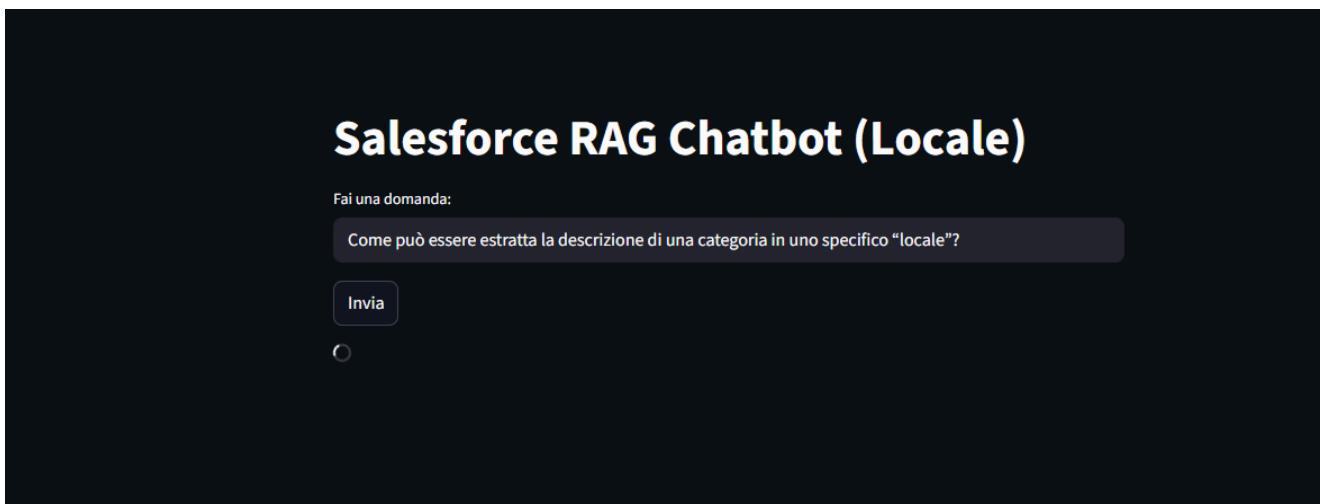 Salesforce RAG Chatbot (Locale)
Fai una domanda:
Come può essere estratta la descrizione di una categoria in uno specifico “locale”?
Invia